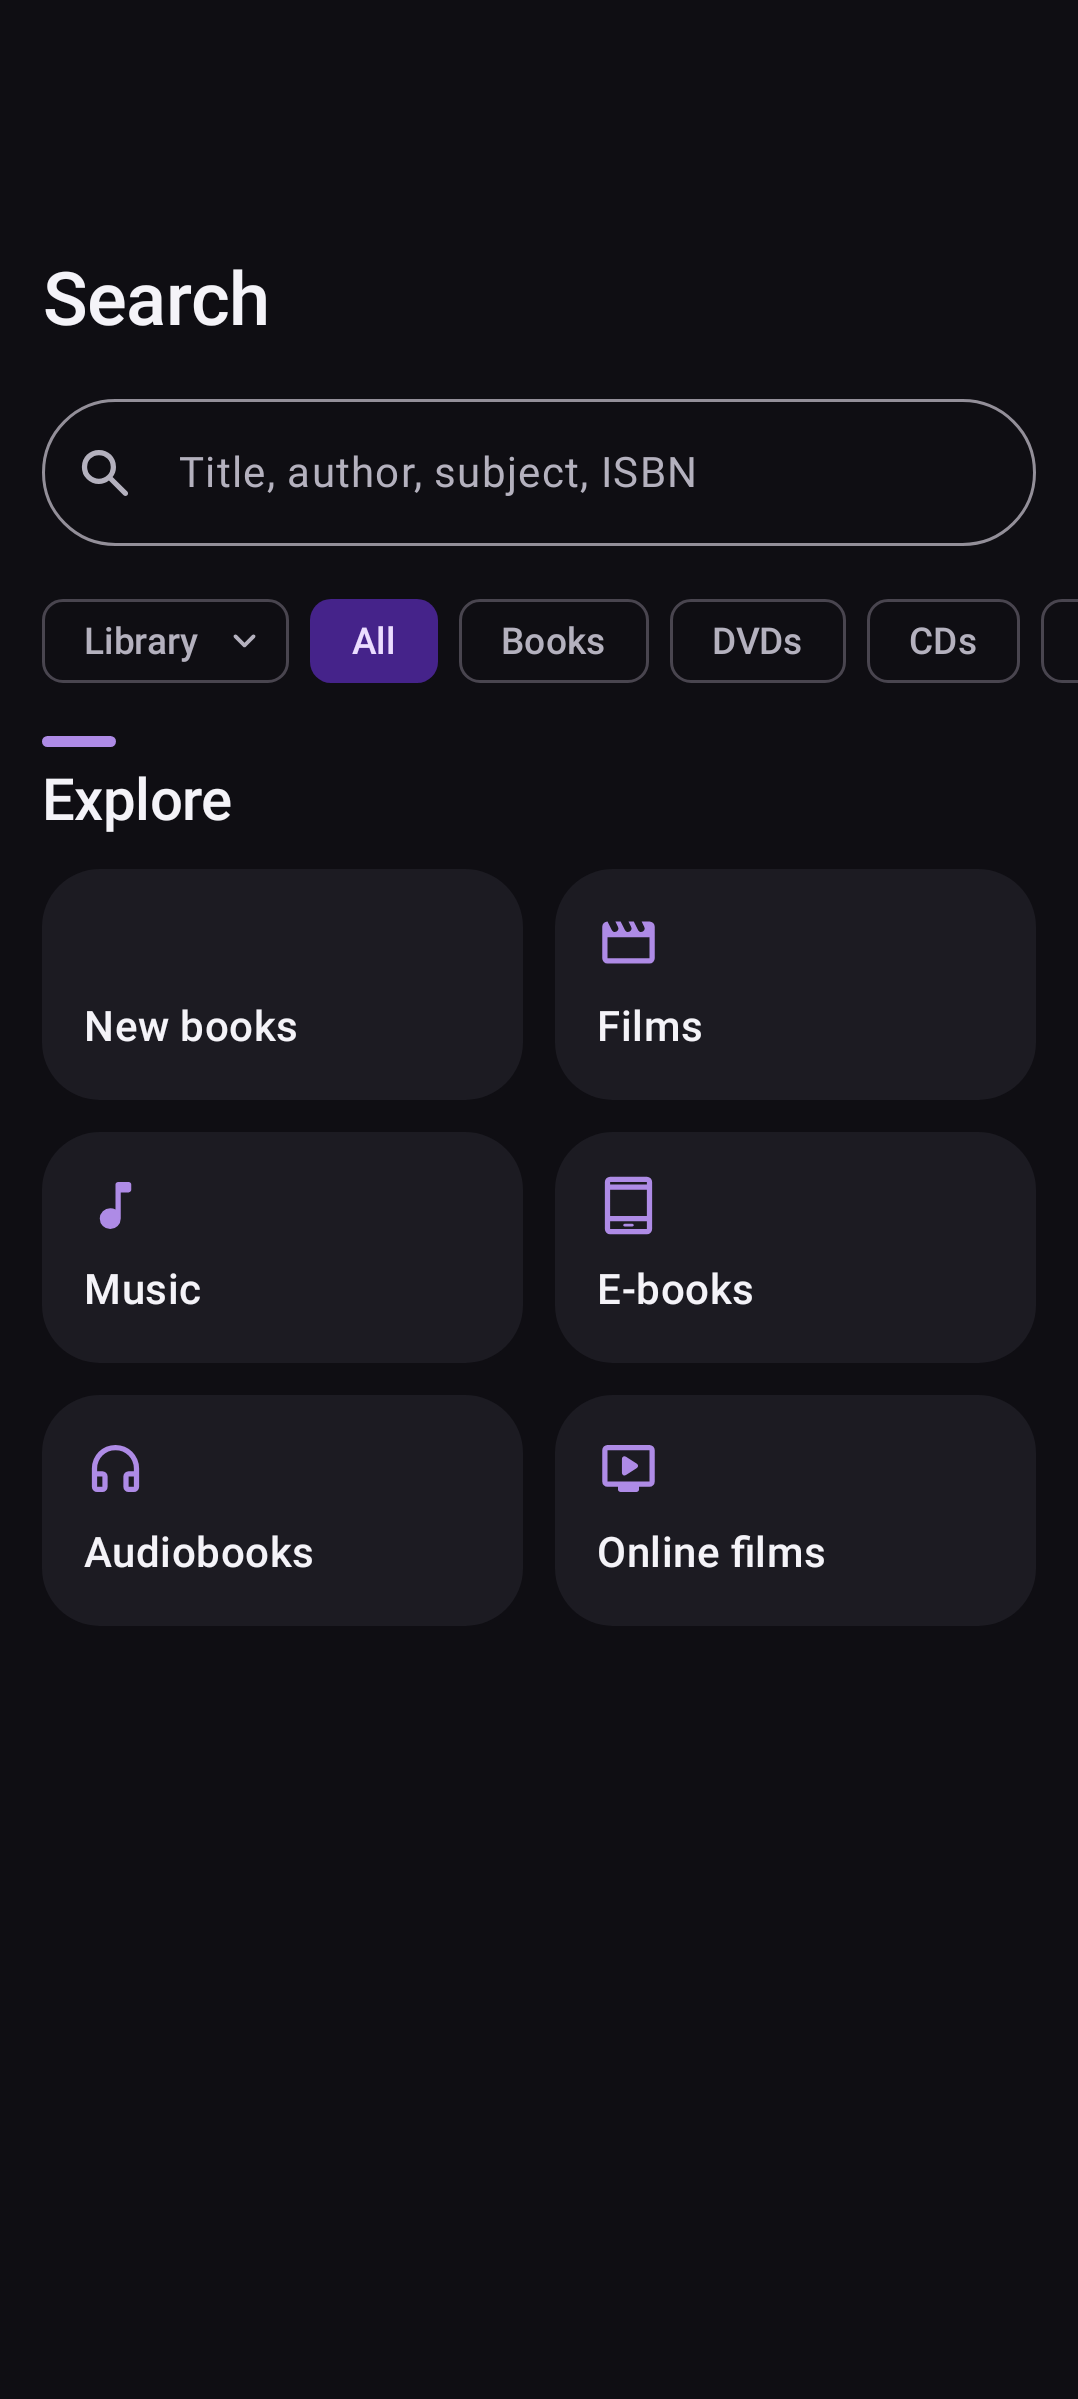 Search
Title, author, subject, ISBN
Library
All
Books
DVDs
CDs
Explore
New books
Films
Music
E-books
Audiobooks
Online films